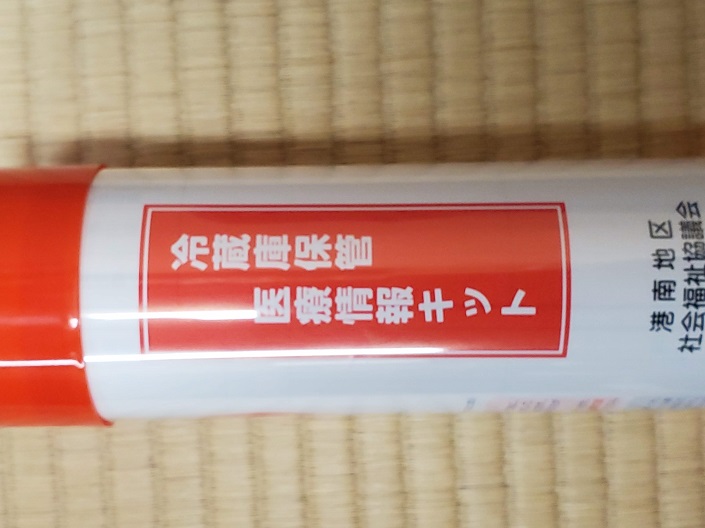 冷蔵庫保管
医療情報キット
港南地区
社会福祉協議会